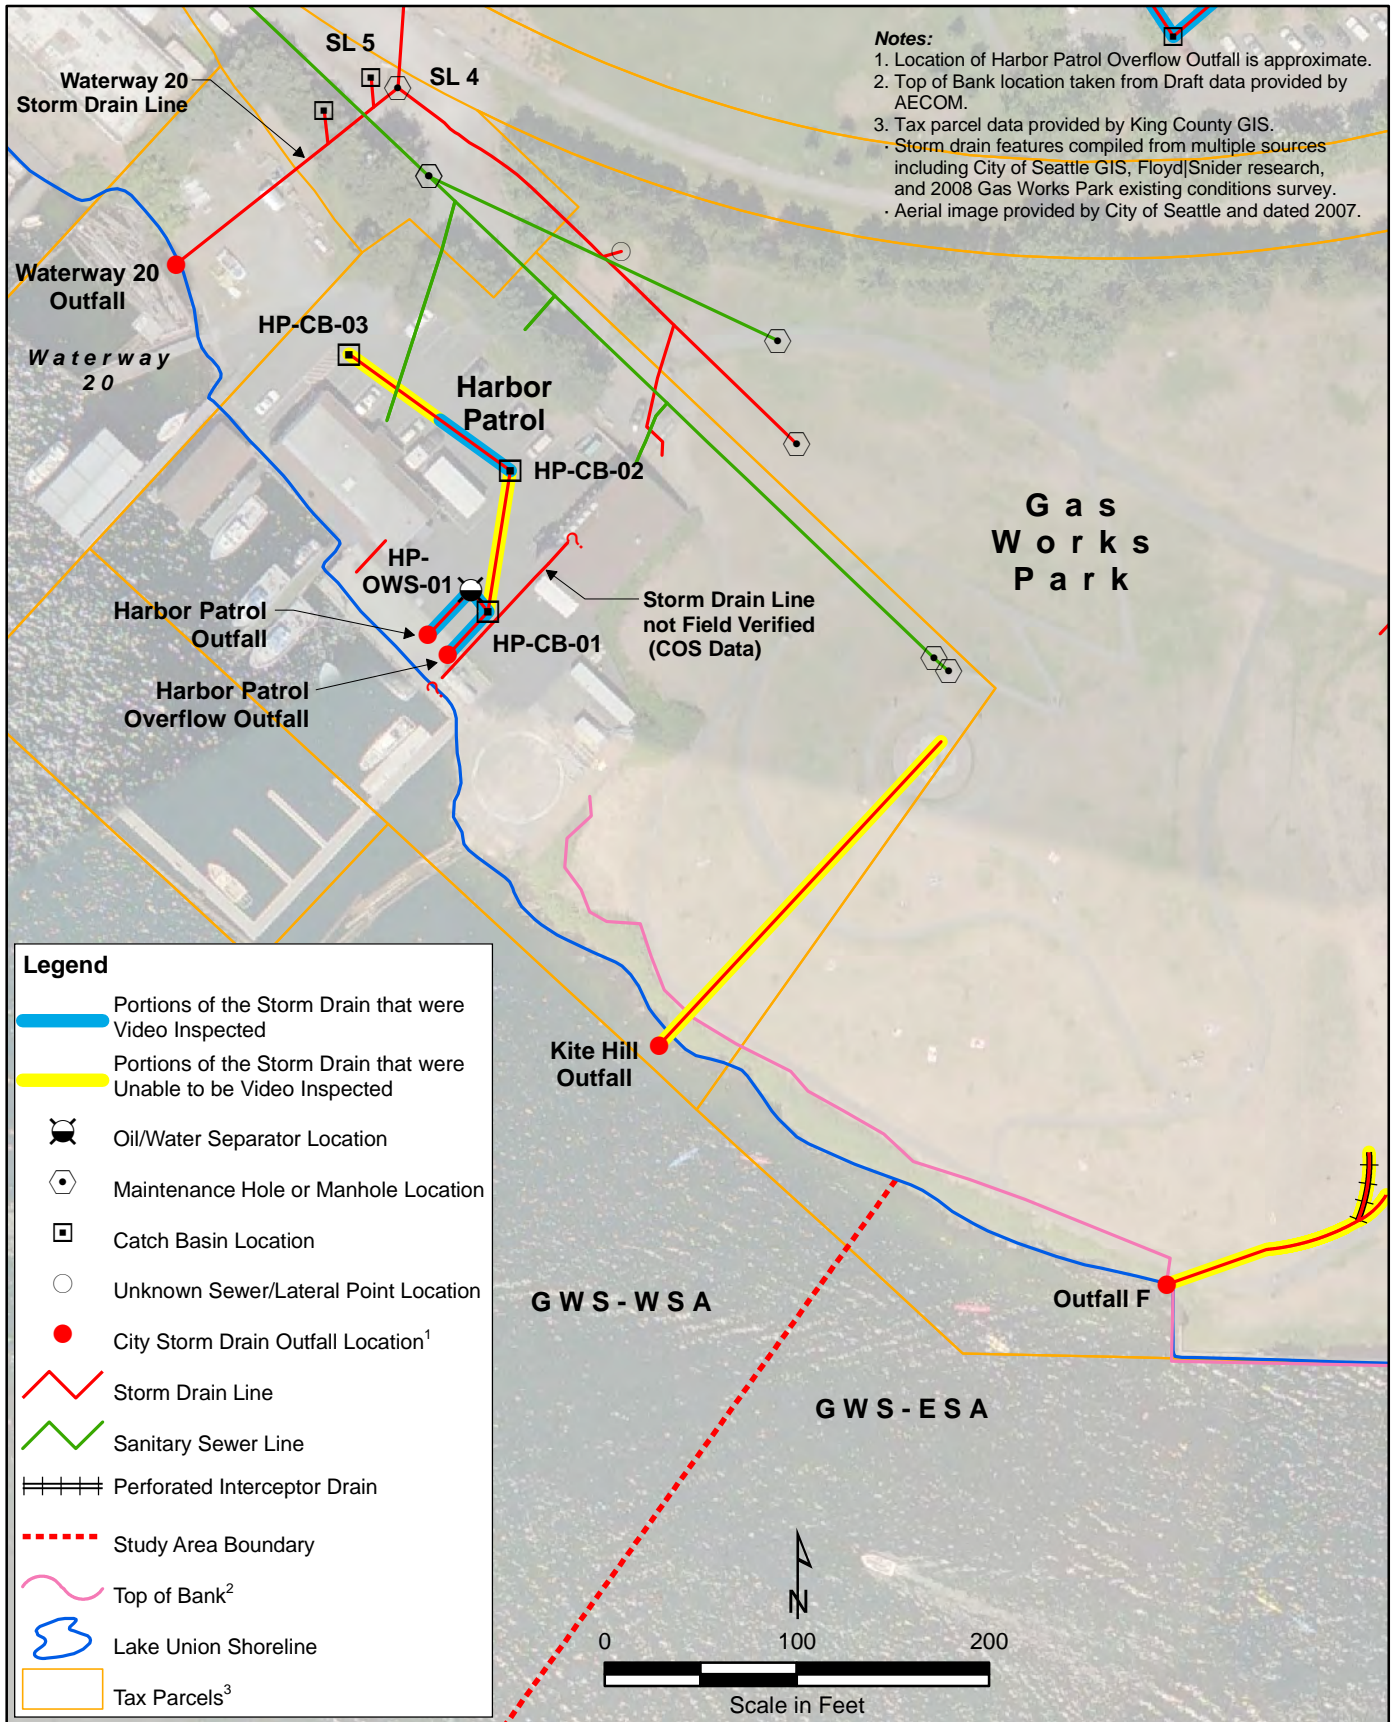 SL 5
SL 4
Waterway 20
Storm Drain Line
Notes:
1. Location of Harbor Patrol Overflow Outfall is approximate.
2. Top of Bank location taken from Draft data provided by
AECOM.
3. Tax parcel data provided by King County GIS.
· Storm drain features compiled from multiple sources
including City of Seattle GIS, Floyd|Snider research,
and 2008 Gas Works Park existing conditions survey.
· Aerial image provided by City of Seattle and dated 2007.
Waterway 20
Outfall
HP-CB-03
Waterway
20
Harbor
Patrol
HP-CB-02
Gas
Works
Park
HP-
OWS-01
?
Harbor Patrol
Outfall
Storm Drain Line
not Field Verified
(COS Data)
HP-CB-01
?
Harbor Patrol
Overflow Outfall
Kite Hill
Outfall
Outfall F
GWS-WSA
GWS-ESA
Legend
Portions of the Storm Drain that were
Video Inspected
Portions of the Storm Drain that were
Unable to be Video Inspected
Oil/Water Separator Location
Maintenance Hole or Manhole Location
Catch Basin Location
Unknown Sewer/Lateral Point Location
City Storm Drain Outfall Location1
Storm Drain Line
Sanitary Sewer Line
Perforated Interceptor Drain
Study Area Boundary
Top of Bank2
Lake Union Shoreline
Tax Parcels3
N
0 100 200
Scale in Feet